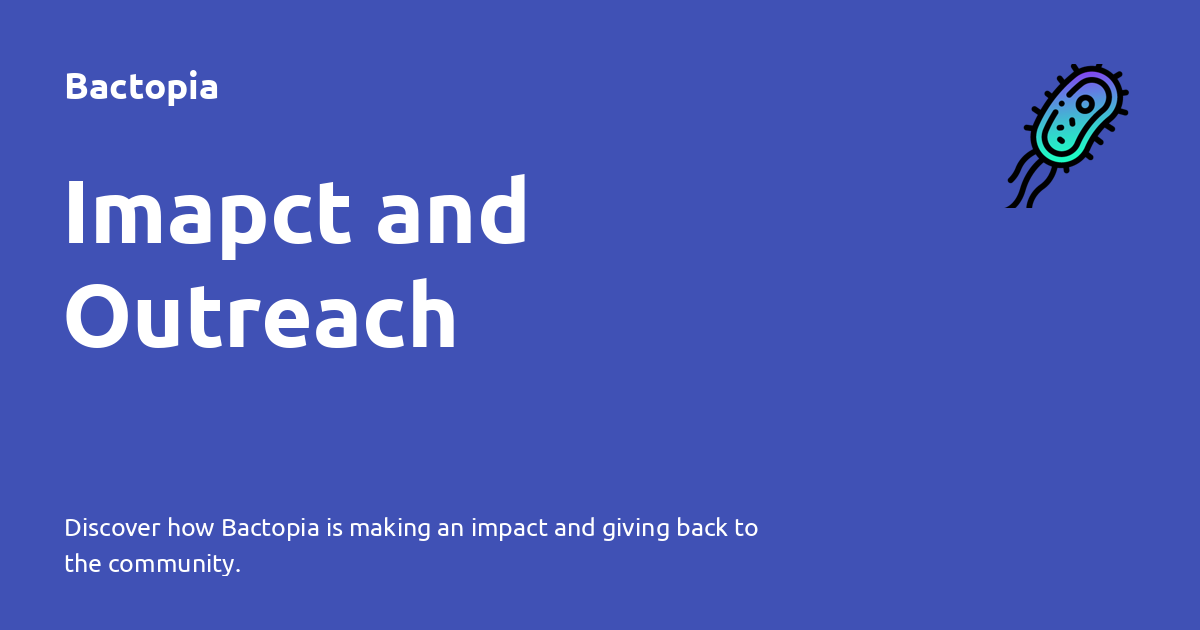 Bactopia
Imapct and
Outreach
Discover how Bactopia is making an impact and giving back to
the community.